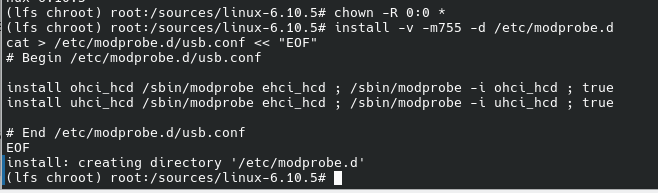 (lfs chroot) root:/sources/linux-6.10.5# chown -R 0:0 *
(lfs chroot) root:/sources/linux-6.10.5# install -v -m755 -d /etc/modprobe.d
cat > /etc/modprobe.d/usb.conf << "EOF"
# Begin /etc/modprobe.d/usb.conf

install ohci_hcd /sbin/modprobe ehci_hcd ; /sbin/modprobe -i ohci_hcd ; true
install uhci_hcd /sbin/modprobe ehci_hcd ; /sbin/modprobe -i uhci_hcd ; true

# End /etc/modprobe.d/usb.conf
EOF
install: creating directory '/etc/modprobe.d'
(lfs chroot) root:/sources/linux-6.10.5#